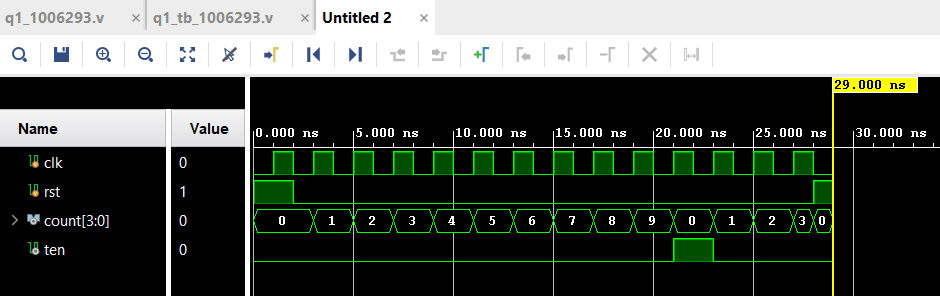 q1_1006293.v × q1_tb_1006293.v × Untitled 2 ×
29.000 ns
Name Value 0.000 ns 5.000 ns 10.000 ns 15.000 ns 20.000 ns 25.000 ns 30.000 ns
clk 0
rst 1
count[3:0] 0 0 1 2 3 4 5 6 7 8 9 0 1 2 3 0
ten 0